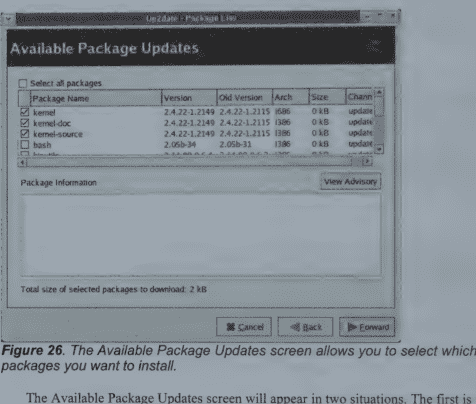 Up2date - Package List
Available Package Updates
Select all packages
Package Name Version Old Version Arch Size Chann
kernel 2.4.22-1.2149 2.4.22-1.2115 i686 0 kB update
kernel-doc 2.4.22-1.2149 2.4.22-1.2115 i386 0 kB update
kernel-source 2.4.22-1.2149 2.4.22-1.2115 i386 0 kB update
bash 2.05b-34 2.05b-31 i386 0 kB update
Package Information View Advisory
Total size of selected packages to download: 2 kB
Cancel Back Forward
Figure 26. The Available Package Updates screen allows you to select which
packages you want to install.
The Available Package Updates screen will appear in two situations. The first is